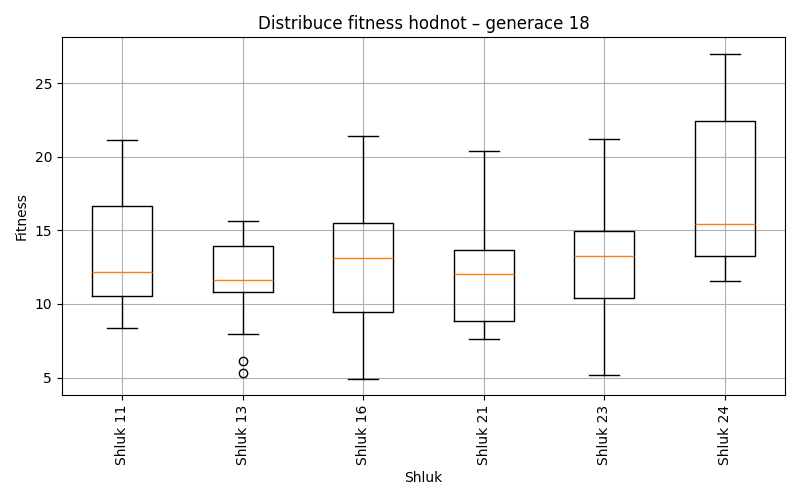 Distribuce fitness hodnot – generace 18
Fitness
25
20
15
10
5
Shluk 11
Shluk 13
Shluk 16
Shluk 21
Shluk 23
Shluk 24
Shluk